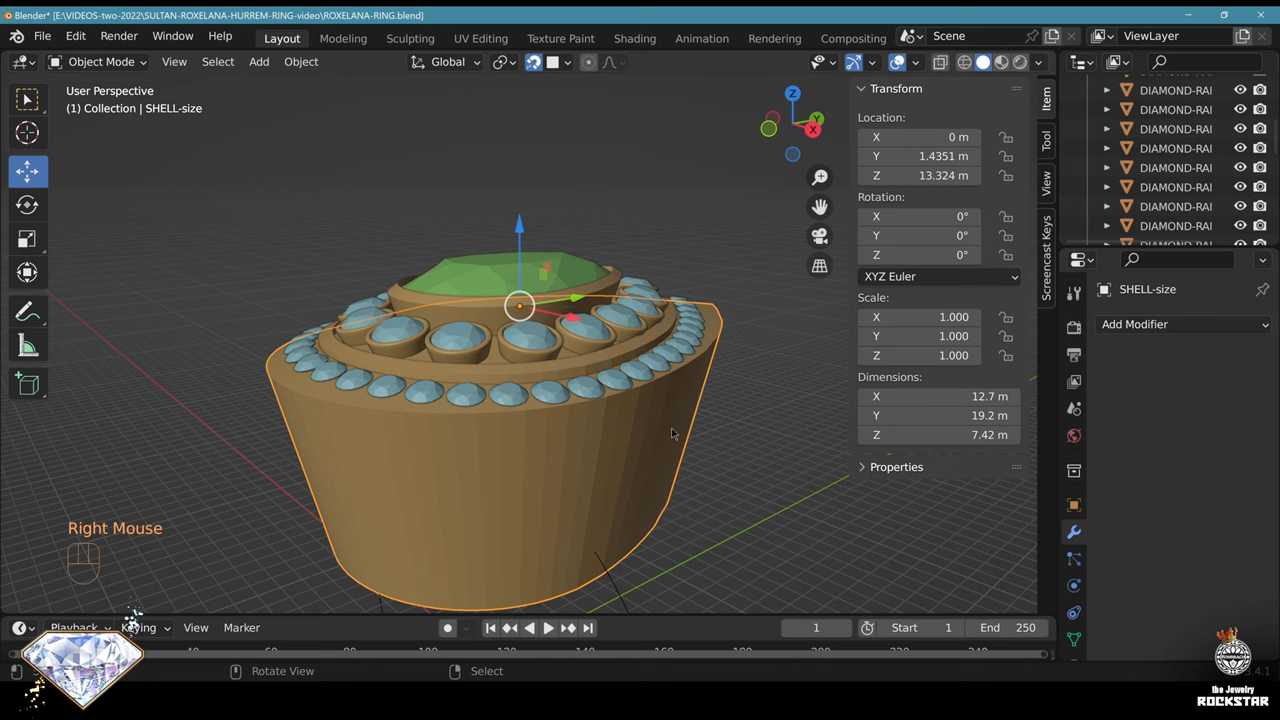 Blender* [E:\VIDEOS-two-2022\SULTAN-ROXELANA-HURREM-RING-video\ROXELANA-RING.blend]
File Edit Render Window Help Layout Modeling Sculpting UV Editing Texture Paint Shading Animation Rendering Compositing Scene ViewLayer
Object Mode View Select Add Object Global
User Perspective
(1) Collection | SHELL-size
Z
Y
X
Transform
Location:
X 0 m
Y 1.4351 m
Z 13.324 m
Rotation:
X 0°
Y 0°
Z 0°
XYZ Euler
Scale:
X 1.000
Y 1.000
Z 1.000
Dimensions:
X 12.7 m
Y 19.2 m
Z 7.42 m
Properties
Item
Tool
View
Screencast Keys
DIAMOND-RAI
DIAMOND-RAI
DIAMOND-RAI
DIAMOND-RAI
DIAMOND-RAI
DIAMOND-RAI
DIAMOND-RAI
DIAMOND-RAI
SHELL-size
Add Modifier
Right Mouse
Playback Keying View Marker 1 Start 1 End 250
Rotate View Select
the Jewelry
ROCKSTAR